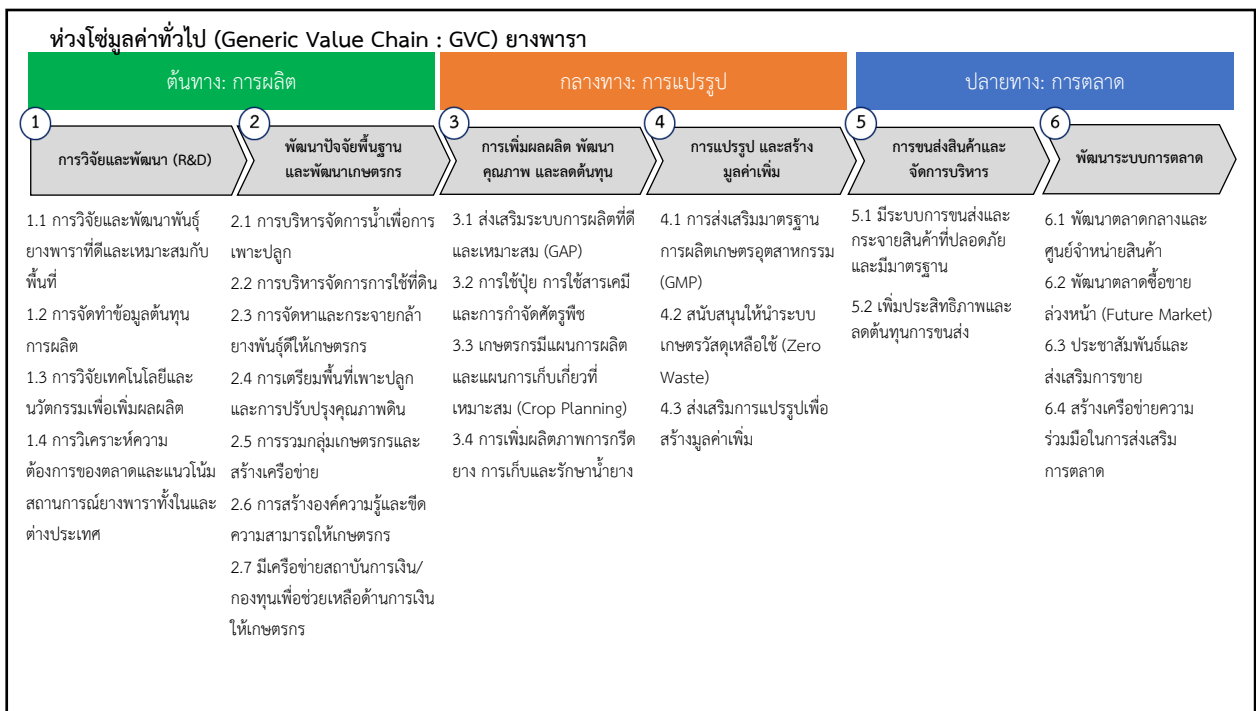 ห่วงโซ่มูลค่าทั่วไป (Generic Value Chain : GVC) ยางพารา
ต้นทาง: การผลิต
กลางทาง: การแปรรูป
ปลายทาง: การตลาด
1
การวิจัยและพัฒนา (R&D)
2
พัฒนาปัจจัยพื้นฐาน
และพัฒนาเกษตรกร
3
การเพิ่มผลผลิต พัฒนา
คุณภาพ และลดต้นทุน
4
การแปรรูป และสร้าง
มูลค่าเพิ่ม
5
การขนส่งสินค้าและ
จัดการบริหาร
6
พัฒนาระบบการตลาด
1.1 การวิจัยและพัฒนาพันธุ์
ยางพาราที่ดีและเหมาะสมกับ
พื้นที่
1.2 การจัดทำข้อมูลต้นทุน
การผลิต
1.3 การวิจัยเทคโนโลยีและ
นวัตกรรมเพื่อเพิ่มผลผลิต
1.4 การวิเคราะห์ความ
ต้องการของตลาดและแนวโน้ม
สถานการณ์ยางพาราทั้งในและ
ต่างประเทศ
2.1 การบริหารจัดการน้ำเพื่อการ
เพาะปลูก
2.2 การบริหารจัดการการใช้ที่ดิน
2.3 การจัดหาและกระจายกล้า
ยางพันธุ์ดีให้เกษตรกร
2.4 การเตรียมพื้นที่เพาะปลูก
และการปรับปรุงคุณภาพดิน
2.5 การรวมกลุ่มเกษตรกรและ
สร้างเครือข่าย
2.6 การสร้างองค์ความรู้และขีด
ความสามารถให้เกษตรกร
2.7 มีเครือข่ายสถาบันการเงิน/
กองทุนเพื่อช่วยเหลือด้านการเงิน
ให้เกษตรกร
3.1 ส่งเสริมระบบการผลิตที่ดี
และเหมาะสม (GAP)
3.2 การใช้ปุ๋ย การใช้สารเคมี
และการกำจัดศัตรูพืช
3.3 เกษตรกรมีแผนการผลิต
และแผนการเก็บเกี่ยวที่
เหมาะสม (Crop Planning)
3.4 การเพิ่มผลิตภาพการกรีด
ยาง การเก็บและรักษาน้ำยาง
4.1 การส่งเสริมมาตรฐาน
การผลิตเกษตรอุตสาหกรรม
(GMP)
4.2 สนับสนุนให้นำระบบ
เกษตรวัสดุเหลือใช้ (Zero
Waste)
4.3 ส่งเสริมการแปรรูปเพื่อ
สร้างมูลค่าเพิ่ม
5.1 มีระบบการขนส่งและ
กระจายสินค้าที่ปลอดภัย
และมีมาตรฐาน
5.2 เพิ่มประสิทธิภาพและ
ลดต้นทุนการขนส่ง
6.1 พัฒนาตลาดกลางและ
ศูนย์จำหน่ายสินค้า
6.2 พัฒนาตลาดซื้อขาย
ล่วงหน้า (Future Market)
6.3 ประชาสัมพันธ์และ
ส่งเสริมการขาย
6.4 สร้างเครือข่ายความ
ร่วมมือในการส่งเสริม
การตลาด